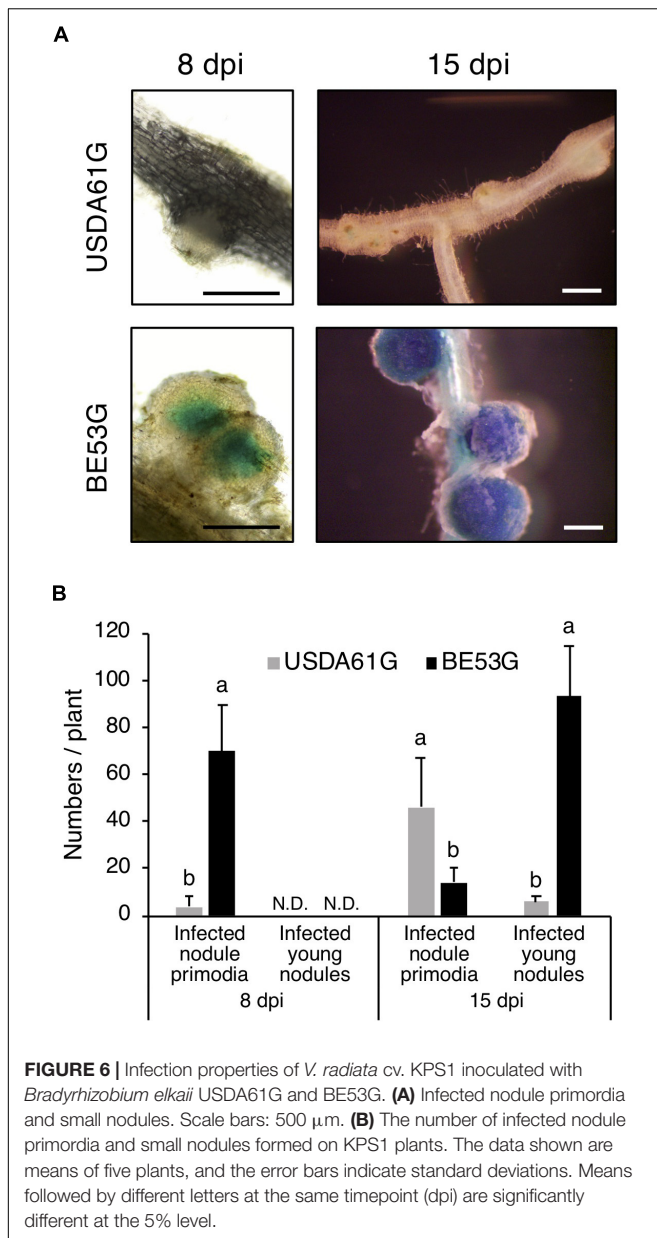 A
8 dpi
15 dpi
USDA61G
BE53G
B
120
100
80
60
40
20
0
Numbers / plant
USDA61G
BE53G
b
a
N.D.
N.D.
a
b
b
a
Infected nodule primodia
Infected young nodules
Infected nodule primodia
Infected young nodules
8 dpi
15 dpi
FIGURE 6 | Infection properties of V. radiata cv. KPS1 inoculated with
Bradyrhizobium elkaii USDA61G and BE53G. (A) Infected nodule primordia
and small nodules. Scale bars: 500 μm. (B) The number of infected nodule
primordia and small nodules formed on KPS1 plants. The data shown are
means of five plants, and the error bars indicate standard deviations. Means
followed by different letters at the same timepoint (dpi) are significantly
different at the 5% level.